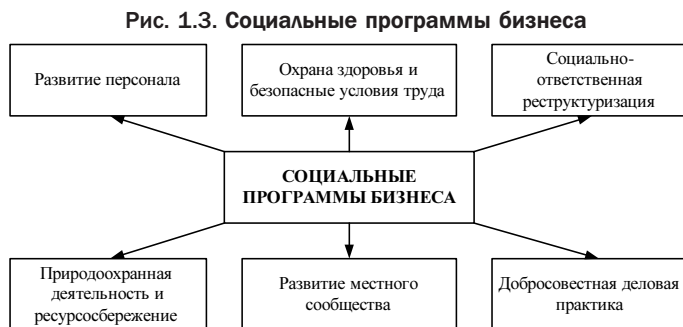 Рис. 1.3. Социальные программы бизнеса
Развитие персонала
Охрана здоровья и
безопасные условия труда
Социально-
ответственная
реструктуризация
СОЦИАЛЬНЫЕ
ПРОГРАММЫ БИЗНЕСА
Природоохранная
деятельность и
ресурсосбережение
Развитие местного
сообщества
Добросовестная деловая
практика